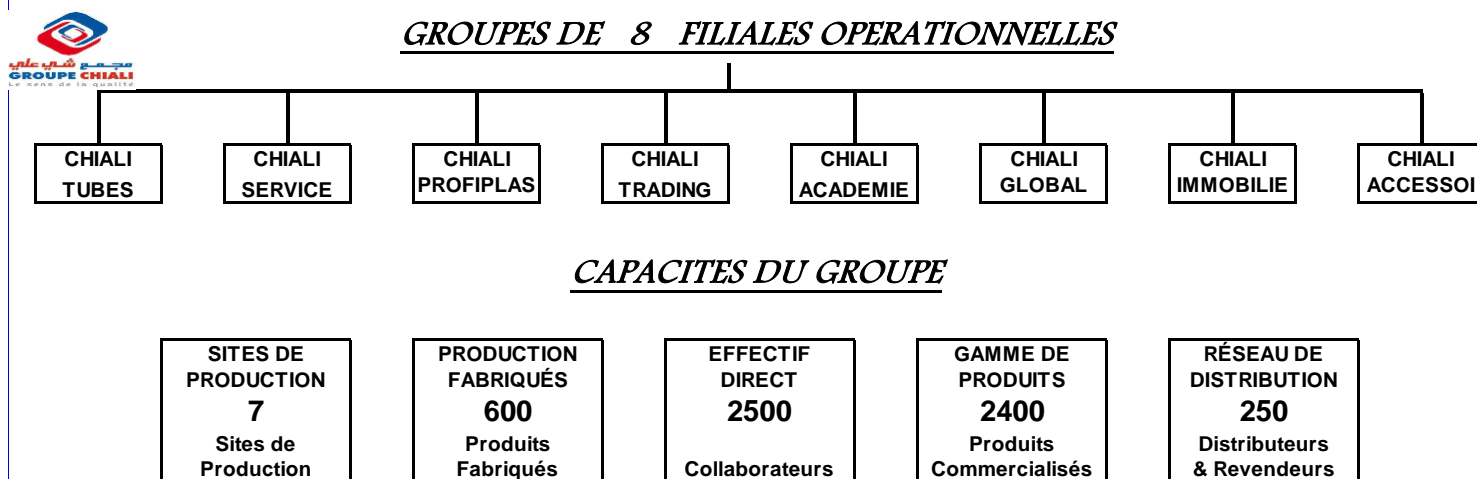 GROUPES DE 8 FILIALES OPERATIONNELLES
مجمع شي علي
GROUPE CHIALI
Le sens de la qualité
CHIALI
TUBES
CHIALI
SERVICE
CHIALI
PROFIPLAS
CHIALI
TRADING
CHIALI
ACADEMIE
CHIALI
GLOBAL
CHIALI
IMMOBILIE
CHIALI
ACCESSOI
CAPACITES DU GROUPE
SITES DE
PRODUCTION
7
Sites de
Production
PRODUCTION
FABRIQUÉS
600
Produits
Fabriqués
EFFECTIF
DIRECT
2500
Collaborateurs
GAMME DE
PRODUITS
2400
Produits
Commercialisés
RÉSEAU DE
DISTRIBUTION
250
Distributeurs
& Revendeurs